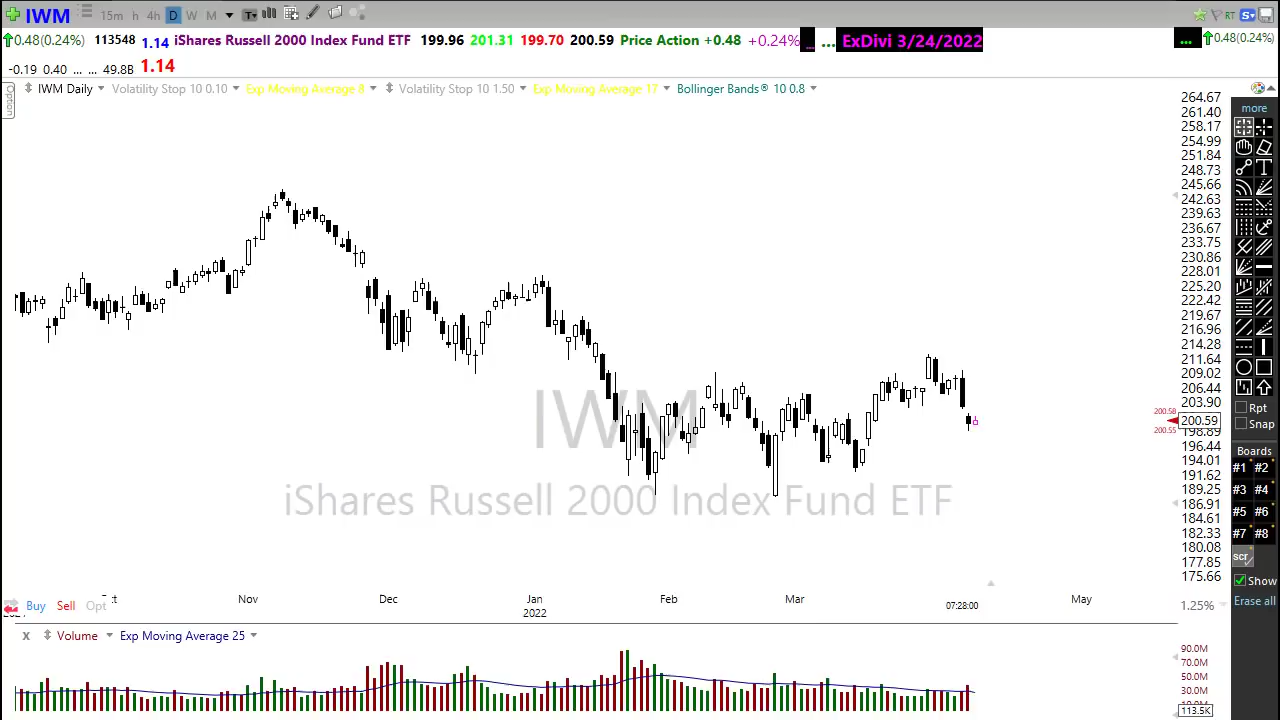 IWM 15m h 4h D W M T RT S
0.48(0.24%) 113548 1.14 iShares Russell 2000 Index Fund ETF 199.96 201.31 199.70 200.59 Price Action +0.48 +0.24% ... ... ExDivi 3/24/2022 ... 0.48(0.24%)
-0.19 0.40 ... ... 49.8B 1.14
Option
IWM Daily Volatility Stop 10 0.10 Exp Moving Average 8 Volatility Stop 10 1.50 Exp Moving Average 17 Bollinger Bands® 10 0.8
264.67
261.40
258.17
254.99
251.84
248.73
245.66
242.63
239.63
236.67
233.75
230.86
228.01
225.20
222.42
219.67
216.96
214.28
211.64
209.02
206.44
203.90
200.58
200.59
200.55
198.89
196.44
194.01
191.62
189.25
186.91
184.61
182.33
180.08
177.85
175.66
more
T
Rpt
Snap
Boards
#1 #2
#3 #4
#5 #6
#7 #8
scr
Show
Erase all
IWM
iShares Russell 2000 Index Fund ETF
Nov Dec Jan Feb Mar May
2022
07:28:00
1.25%
Buy Sell Opt
x Volume Exp Moving Average 25
90.0M
70.0M
50.0M
30.0M
113.5K